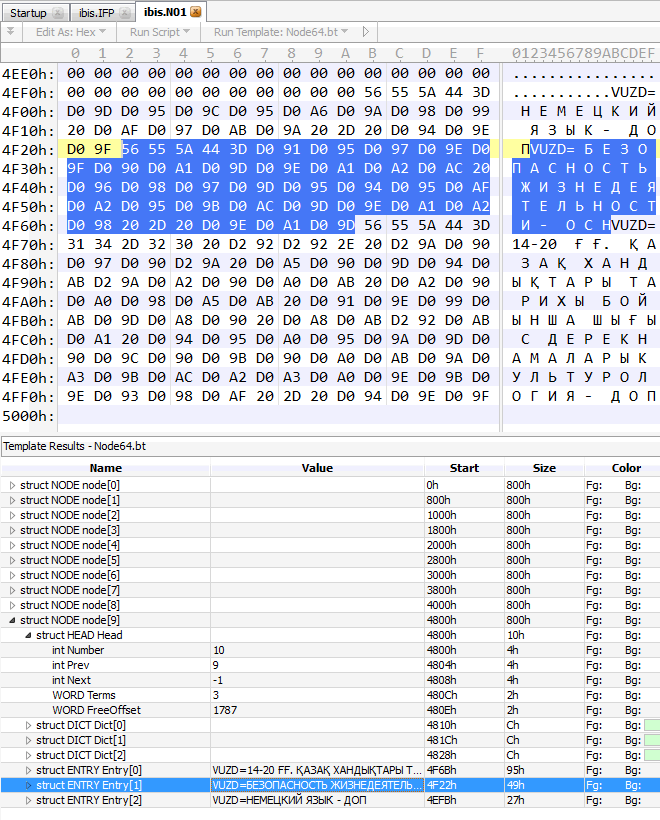 Startup ibis.IFP ibis.N01
Edit As: Hex Run Script Run Template: Node64.bt
0 1 2 3 4 5 6 7 8 9 A B C D E F 0123456789ABCDEF
4EE0h: 00 00 00 00 00 00 00 00 00 00 00 00 00 00 00 00 ................
4EF0h: 00 00 00 00 00 00 00 00 00 00 00 56 55 5A 44 3D ...........VUZD=
4F00h: D0 9D D0 95 D0 9C D0 95 D0 A6 D0 9A D0 98 D0 99 Н Е М Е Ц К И Й
4F10h: 20 D0 AF D0 97 D0 AB D0 9A 20 2D 20 D0 94 D0 9E Я З Ы К - Д О
4F20h: D0 9F 56 55 5A 44 3D D0 91 D0 95 D0 97 D0 9E D0 П VUZD= Б Е З О
4F30h: 9F D0 90 D0 A1 D0 9D D0 9E D0 A1 D0 A2 D0 AC 20 П А С Н О С Т Ь
4F40h: D0 96 D0 98 D0 97 D0 9D D0 95 D0 94 D0 95 D0 AF Ж И З Н Е Д Е Я
4F50h: D0 A2 D0 95 D0 9B D0 AC D0 9D D0 9E D0 A1 D0 A2 Т Е Л Ь Н О С Т
4F60h: D0 98 20 2D 20 D0 9E D0 A1 D0 9D 56 55 5A 44 3D И - О С Н VUZD=
4F70h: 31 34 2D 32 30 20 D2 92 D2 92 2E 20 D2 9A D0 90 14-20 Ғ Ғ. Қ А
4F80h: D0 97 D0 90 D2 9A 20 D0 A5 D0 90 D0 9D D0 94 D0 З А Қ Х А Н Д
4F90h: AB D2 9A D0 A2 D0 90 D0 A0 D0 AB 20 D0 A2 D0 90 Ы Қ Т А Р Ы Т А
4FA0h: D0 A0 D0 98 D0 A5 D0 AB 20 D0 91 D0 9E D0 99 D0 Р И Х Ы Б О Й
4FB0h: AB D0 9D D0 A8 D0 90 20 D0 A8 D0 AB D2 92 D0 AB Ы Н Ш А Ш Ы Ғ Ы
4FC0h: D0 A1 20 D0 94 D0 95 D0 A0 D0 95 D0 9A D0 9D D0 С Д Е Р Е К Н
4FD0h: 90 D0 9C D0 90 D0 9B D0 90 D0 A0 D0 AB D0 9A D0 А М А Л А Р Ы К
4FE0h: A3 D0 9B D0 AC D0 A2 D0 A3 D0 A0 D0 9E D0 9B D0 У Л Ь Т У Р О Л
4FF0h: 9E D0 93 D0 98 D0 AF 20 2D 20 D0 94 D0 9E D0 9F О Г И Я - Д О П
5000h:
Template Results - Node64.bt
Name Value Start Size Color
struct NODE node[0] 0h 800h Fg: Bg:
struct NODE node[1] 800h 800h Fg: Bg:
struct NODE node[2] 1000h 800h Fg: Bg:
struct NODE node[3] 1800h 800h Fg: Bg:
struct NODE node[4] 2000h 800h Fg: Bg:
struct NODE node[5] 2800h 800h Fg: Bg:
struct NODE node[6] 3000h 800h Fg: Bg:
struct NODE node[7] 3800h 800h Fg: Bg:
struct NODE node[8] 4000h 800h Fg: Bg:
struct NODE node[9] 4800h 800h Fg: Bg:
struct HEAD Head 4800h 10h Fg: Bg:
int Number 10 4800h 4h Fg: Bg:
int Prev 9 4804h 4h Fg: Bg:
int Next -1 4808h 4h Fg: Bg:
WORD Terms 3 480Ch 2h Fg: Bg:
WORD FreeOffset 1787 480Eh 2h Fg: Bg:
struct DICT Dict[0] 4810h Ch Fg: Bg:
struct DICT Dict[1] 481Ch Ch Fg: Bg:
struct DICT Dict[2] 4828h Ch Fg: Bg:
struct ENTRY Entry[0] VUZD=14-20 ҒҒ. ҚАЗАҚ ХАНДЫҚТАРЫ Т... 4F6Bh 95h Fg: Bg:
struct ENTRY Entry[1] VUZD=БЕЗОПАСНОСТЬ ЖИЗНЕДЕЯТЕЛЬ... 4F22h 49h Fg: Bg:
struct ENTRY Entry[2] VUZD=НЕМЕЦКИЙ ЯЗЫК - ДОП 4EFBh 27h Fg: Bg: